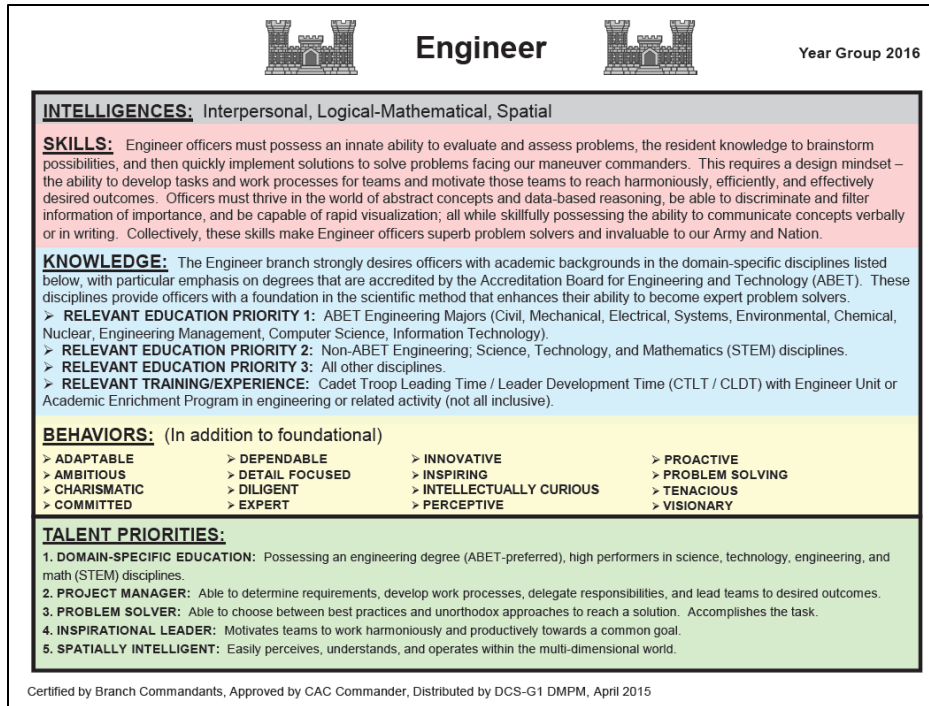 Engineer
Year Group 2016
INTELLIGENCES: Interpersonal, Logical-Mathematical, Spatial
SKILLS: Engineer officers must possess an innate ability to evaluate and assess problems, the resident knowledge to brainstorm
possibilities, and then quickly implement solutions to solve problems facing our maneuver commanders. This requires a design mindset –
the ability to develop tasks and work processes for teams and motivate those teams to reach harmoniously, efficiently, and effectively
desired outcomes. Officers must thrive in the world of abstract concepts and data-based reasoning, be able to discriminate and filter
information of importance, and be capable of rapid visualization; all while skillfully possessing the ability to communicate concepts verbally
or in writing. Collectively, these skills make Engineer officers superb problem solvers and invaluable to our Army and Nation.
KNOWLEDGE: The Engineer branch strongly desires officers with academic backgrounds in the domain-specific disciplines listed
below, with particular emphasis on degrees that are accredited by the Accreditation Board for Engineering and Technology (ABET). These
disciplines provide officers with a foundation in the scientific method that enhances their ability to become expert problem solvers.
➢ RELEVANT EDUCATION PRIORITY 1: ABET Engineering Majors (Civil, Mechanical, Electrical, Systems, Environmental, Chemical,
Nuclear, Engineering Management, Computer Science, Information Technology).
➢ RELEVANT EDUCATION PRIORITY 2: Non-ABET Engineering; Science, Technology, and Mathematics (STEM) disciplines.
➢ RELEVANT EDUCATION PRIORITY 3: All other disciplines.
➢ RELEVANT TRAINING/EXPERIENCE: Cadet Troop Leading Time / Leader Development Time (CTLT / CLDT) with Engineer Unit or
Academic Enrichment Program in engineering or related activity (not all inclusive).
BEHAVIORS: (In addition to foundational)
➢ ADAPTABLE
➢ AMBITIOUS
➢ CHARISMATIC
➢ COMMITTED
➢ DEPENDABLE
➢ DETAIL FOCUSED
➢ DILIGENT
➢ EXPERT
➢ INNOVATIVE
➢ INSPIRING
➢ INTELLECTUALLY CURIOUS
➢ PERCEPTIVE
➢ PROACTIVE
➢ PROBLEM SOLVING
➢ TENACIOUS
➢ VISIONARY
TALENT PRIORITIES:
1. DOMAIN-SPECIFIC EDUCATION: Possessing an engineering degree (ABET-preferred), high performers in science, technology, engineering, and
math (STEM) disciplines.
2. PROJECT MANAGER: Able to determine requirements, develop work processes, delegate responsibilities, and lead teams to desired outcomes.
3. PROBLEM SOLVER: Able to choose between best practices and unorthodox approaches to reach a solution. Accomplishes the task.
4. INSPIRATIONAL LEADER: Motivates teams to work harmoniously and productively towards a common goal.
5. SPATIALLY INTELLIGENT: Easily perceives, understands, and operates within the multi-dimensional world.
Certified by Branch Commandants, Approved by CAC Commander, Distributed by DCS-G1 DMPM, April 2015